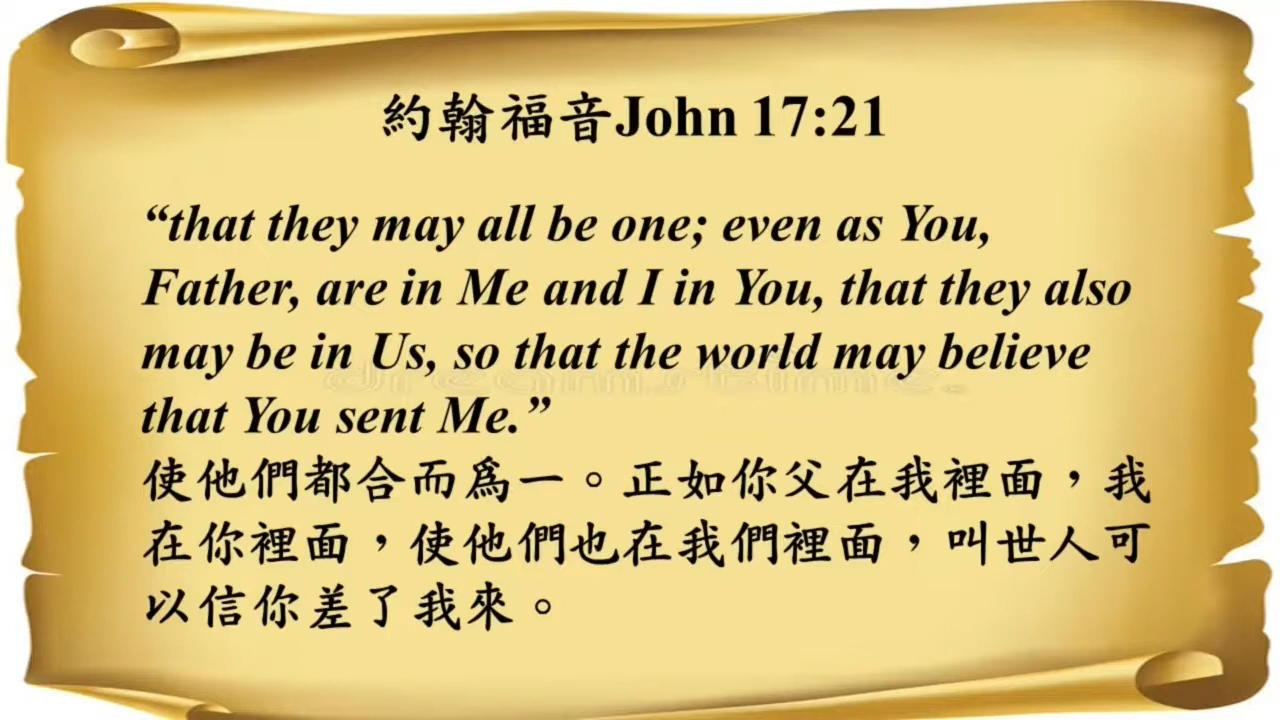 約翰福音John 17:21
“that they may all be one; even as You,
Father, are in Me and I in You, that they also
may be in Us, so that the world may believe
that You sent Me.”
使他們都合而爲一。正如你父在我裡面，我
在你裡面，使他們也在我們裡面，叫世人可
以信你差了我來。